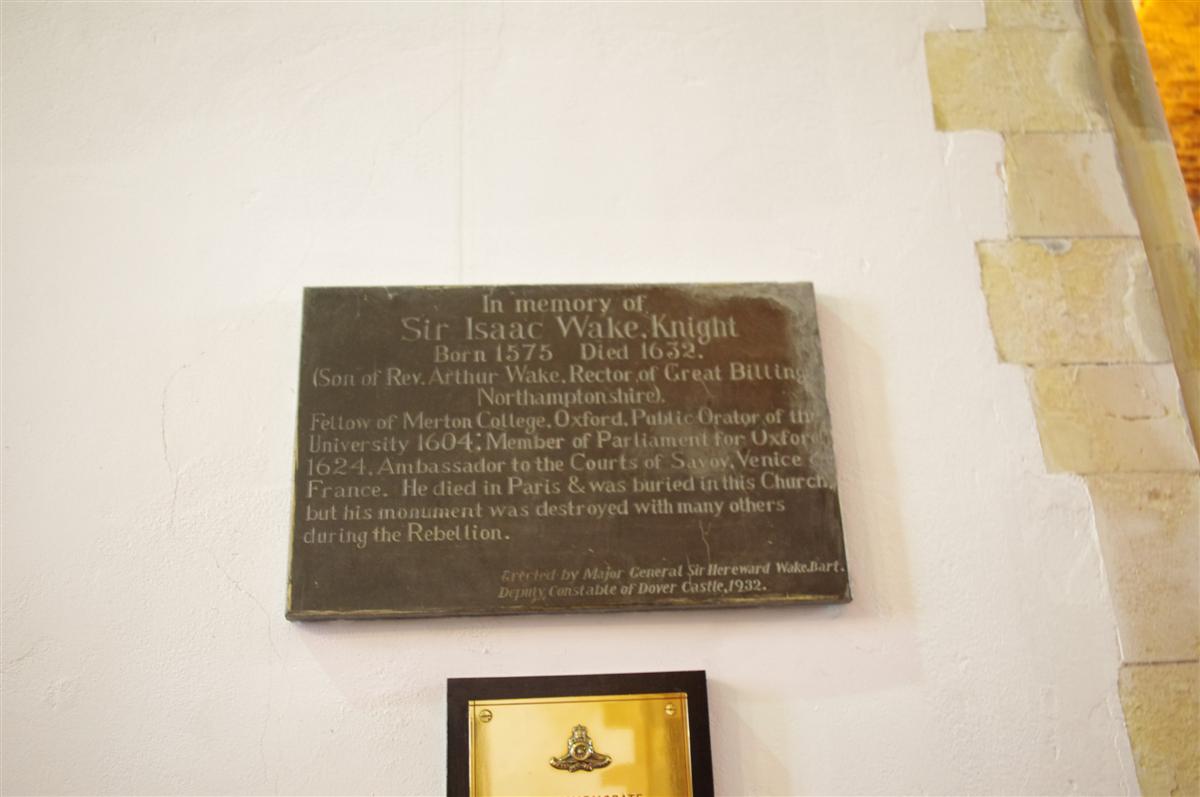 In memory of
Sir Isaac Wake, Knight
Born 1575 Died 1632.
(Son of Rev. Arthur Wake, Rector of Great Billing
Northamptonshire).
Fellow of Merton College, Oxford, Public Orator of the
University 1604; Member of Parliament for Oxford
1624, Ambassador to the Courts of Savoy, Venice &
France. He died in Paris & was buried in this Church,
but his monument was destroyed with many others
during the Rebellion.
Erected by Major General Sir Hereward Wake, Bart.
Deputy Constable of Dover Castle, 1932.